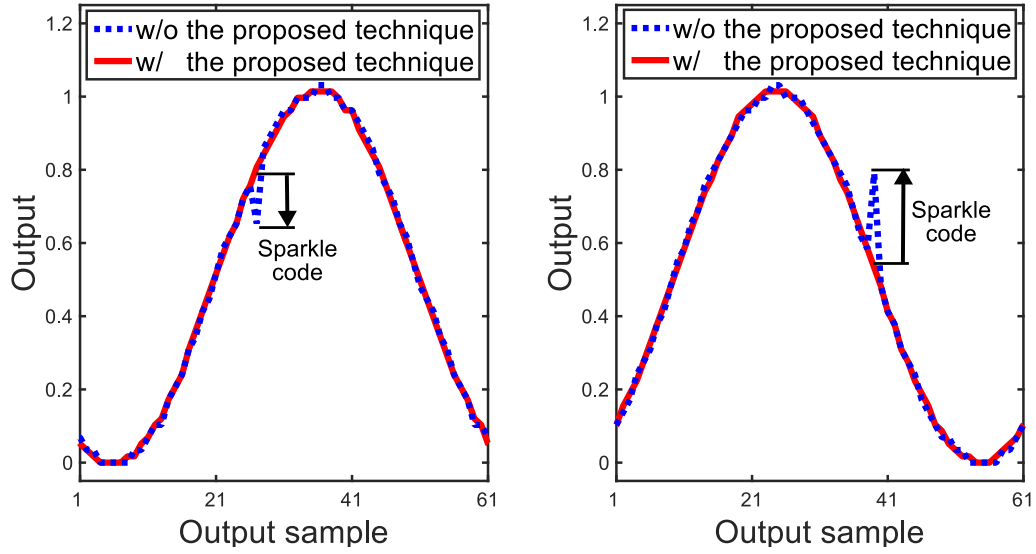 1.2
1
0.8
0.6
0.4
0.2
0
Output
w/o the proposed technique
w/ the proposed technique
Sparkle
code
1
21
41
61
Output sample
1.2
1
0.8
0.6
0.4
0.2
0
Output
w/o the proposed technique
w/ the proposed technique
Sparkle
code
1
21
41
61
Output sample